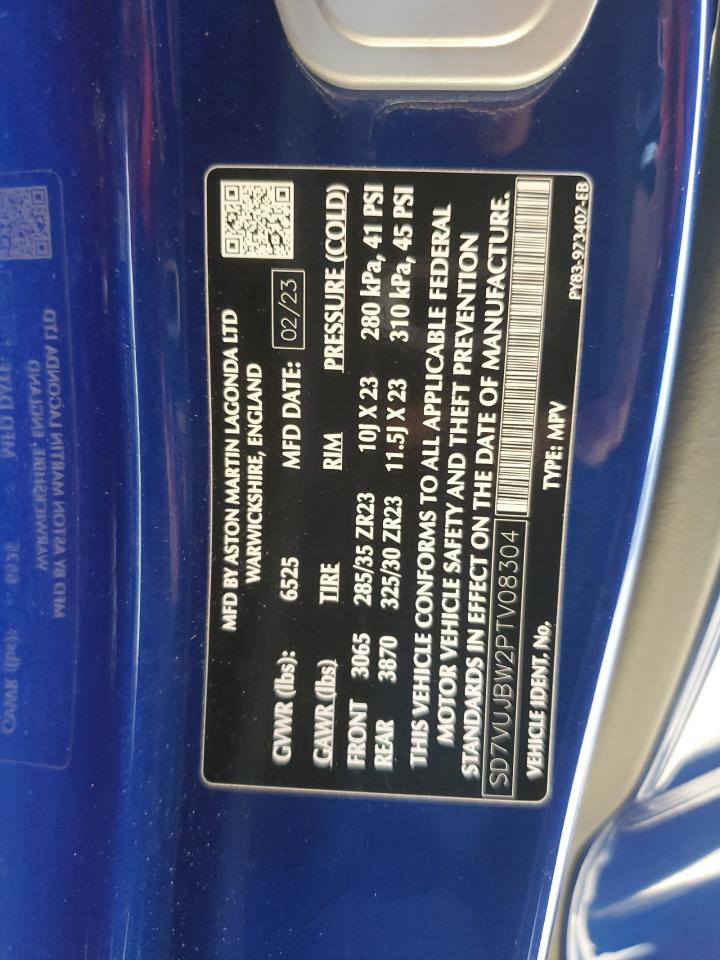 MFD BY ASTON MARTIN LAGONDA LTD
WARWICKSHIRE, ENGLAND
GVWR (lbs): 6525 MFD DATE: 02/23
GAWR (lbs) TIRE RIM PRESSURE (COLD)
FRONT 3065 285/35 ZR23 10J X 23 280 kPa, 41 PSI
REAR 3870 325/30 ZR23 11.5J X 23 310 kPa, 45 PSI
THIS VEHICLE CONFORMS TO ALL APPLICABLE FEDERAL
MOTOR VEHICLE SAFETY AND THEFT PREVENTION
STANDARDS IN EFFECT ON THE DATE OF MANUFACTURE.
SD7VUJBW2PTV08304
VEHICLE IDENT. No. TYPE: MPV
PY83-973407-EB